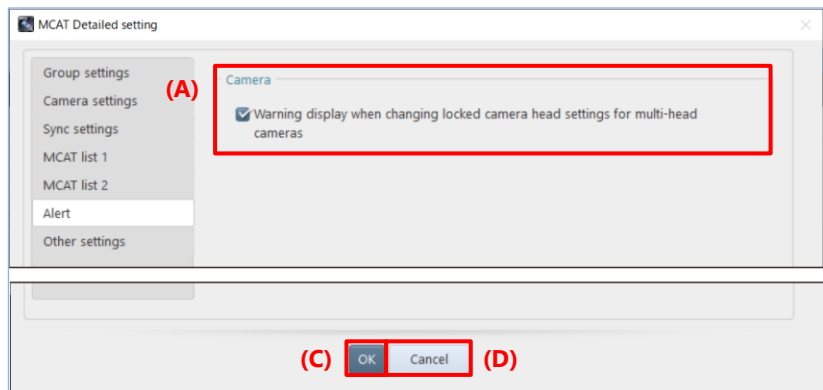 MCAT Detailed setting
Group settings
Camera settings
Sync settings
MCAT list 1
MCAT list 2
Alert
Other settings
(A)
Camera
Warning display when changing locked camera head settings for multi-head
cameras
(C)
OK
Cancel
(D)